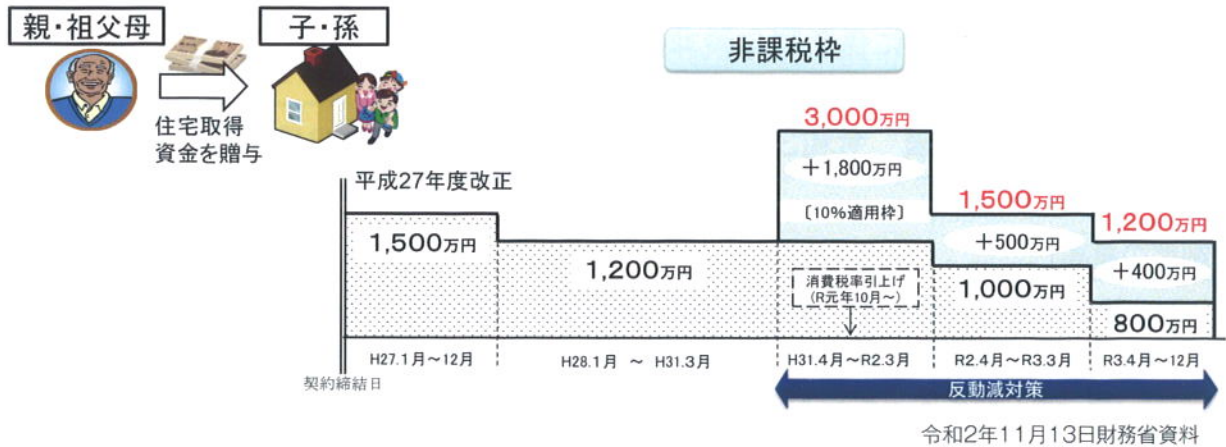 親・祖父母
子・孫
住宅取得
資金を贈与
非課税枠
平成27年度改正
3,000万円
+1,800万円
〔10%適用枠〕
1,500万円
+500万円
1,200万円
+400万円
1,500万円
1,200万円
消費税率引上げ
(R元年10月～)
1,000万円
800万円
H27.1月～12月
H28.1月 ～ H31.3月
H31.4月～R2.3月
R2.4月～R3.3月
R3.4月～12月
契約締結日
反動減対策
令和2年11月13日財務省資料